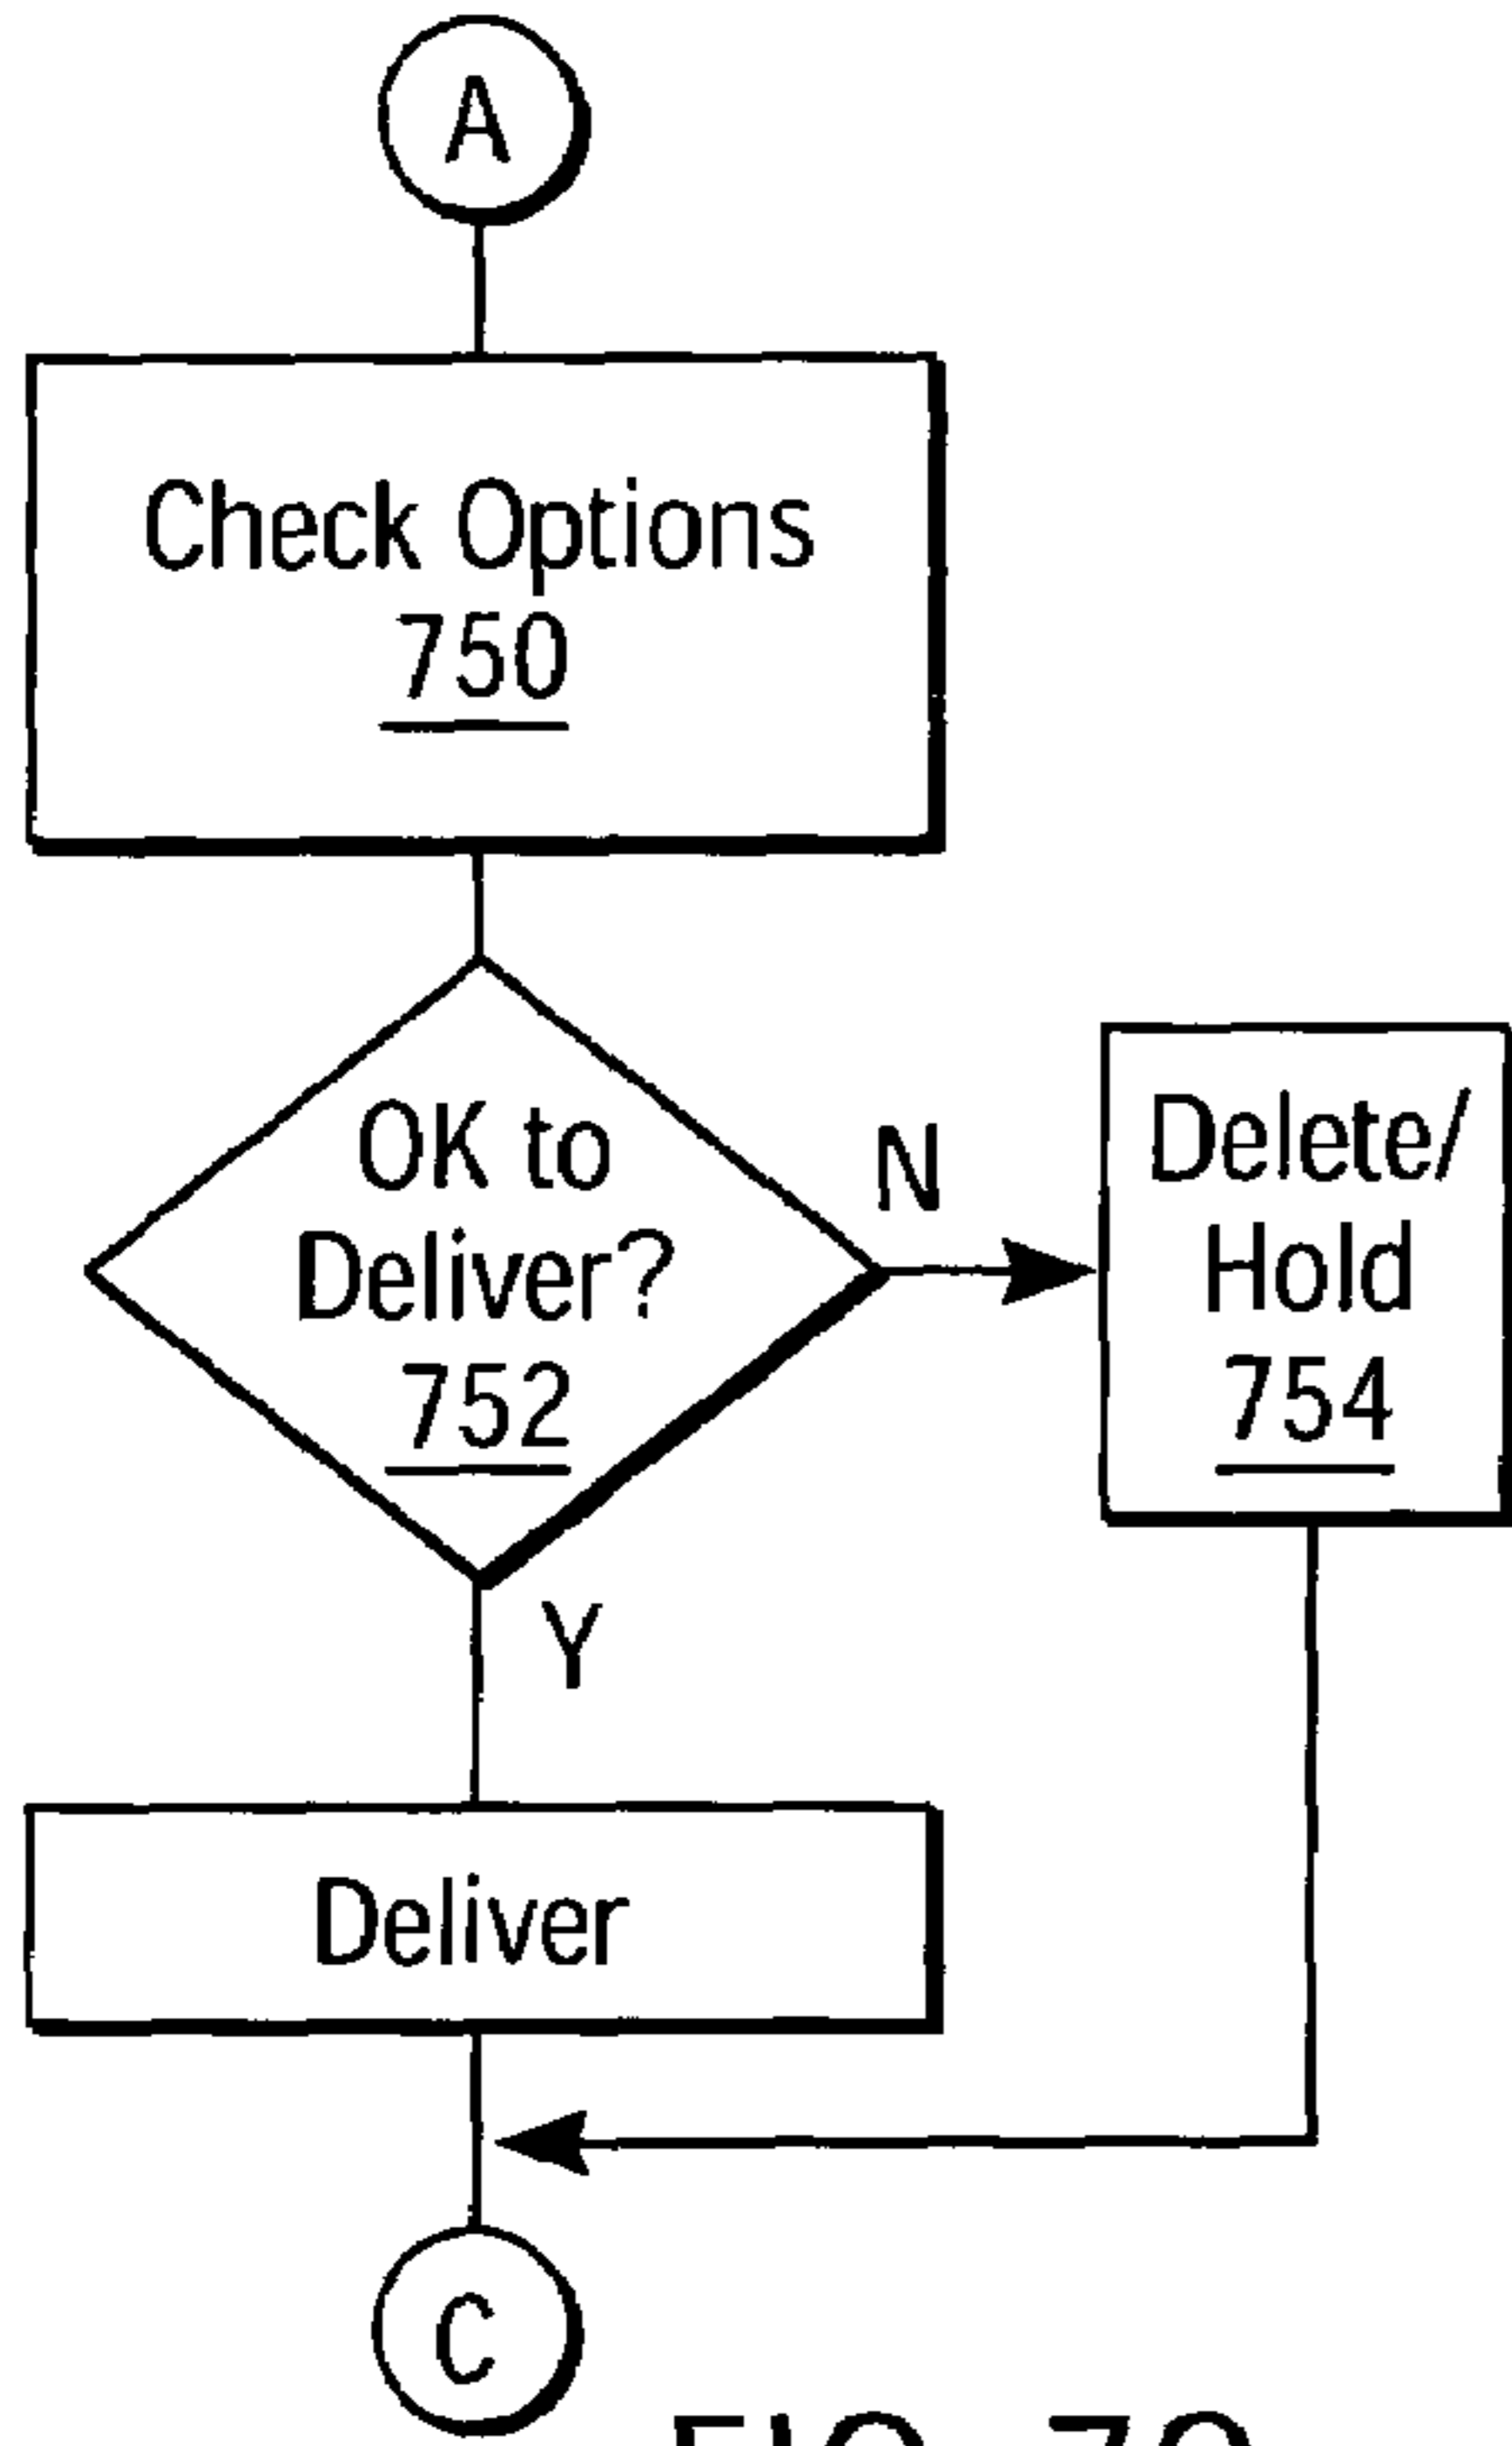 A
Check Options
750
OK to
Deliver?
752
N
Delete/
Hold
754
Y
Deliver
C